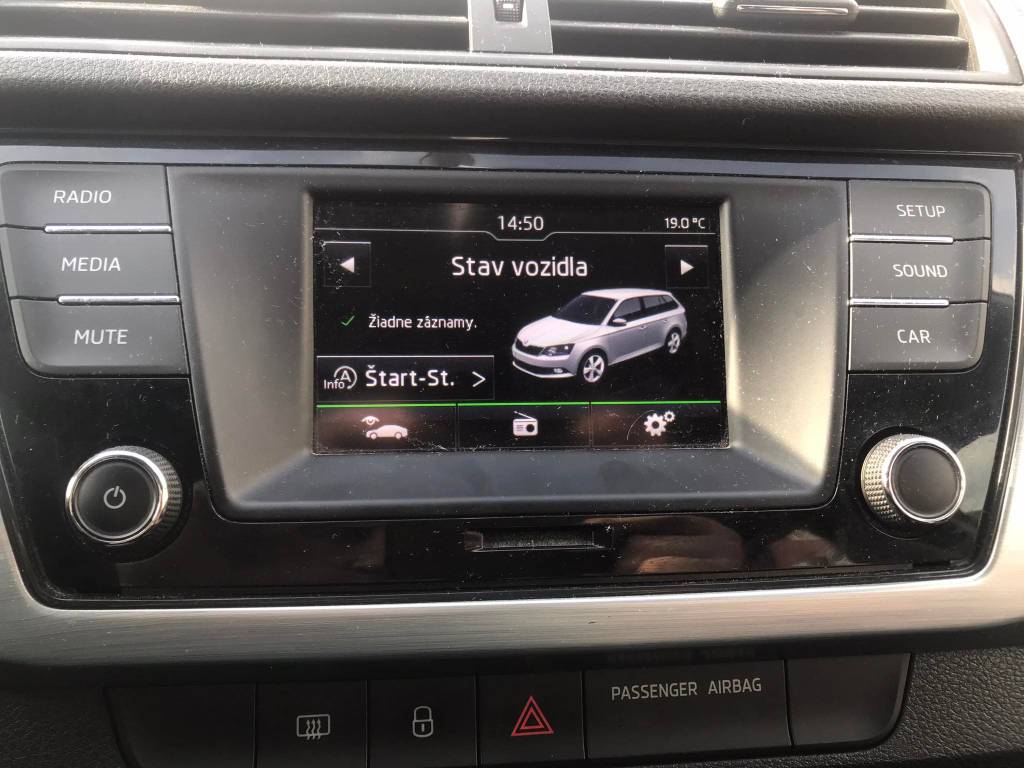 RADIO
MEDIA
MUTE
14:50
19.0 °C
Stav vozidla
Žiadne záznamy.
Info A Štart-St. >
SETUP
SOUND
CAR
PASSENGER AIRBAG